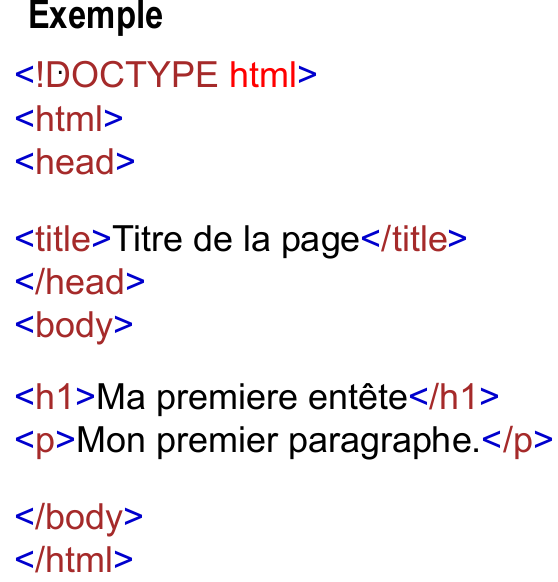 Exemple
<!DOCTYPE html>
<html>
<head>
<title>Titre de la page</title>
</head>
<body>
<h1>Ma premiere entête</h1>
<p>Mon premier paragraphe.</p>
</body>
</html>